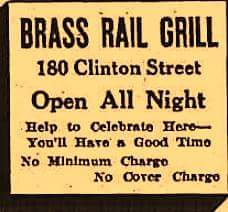 BRASS RAIL GRILL
180 Clinton Street
Open All Night
Help to Celebrate Here—
You'll Have a Good Time
No Minimum Charge
No Cover Charge